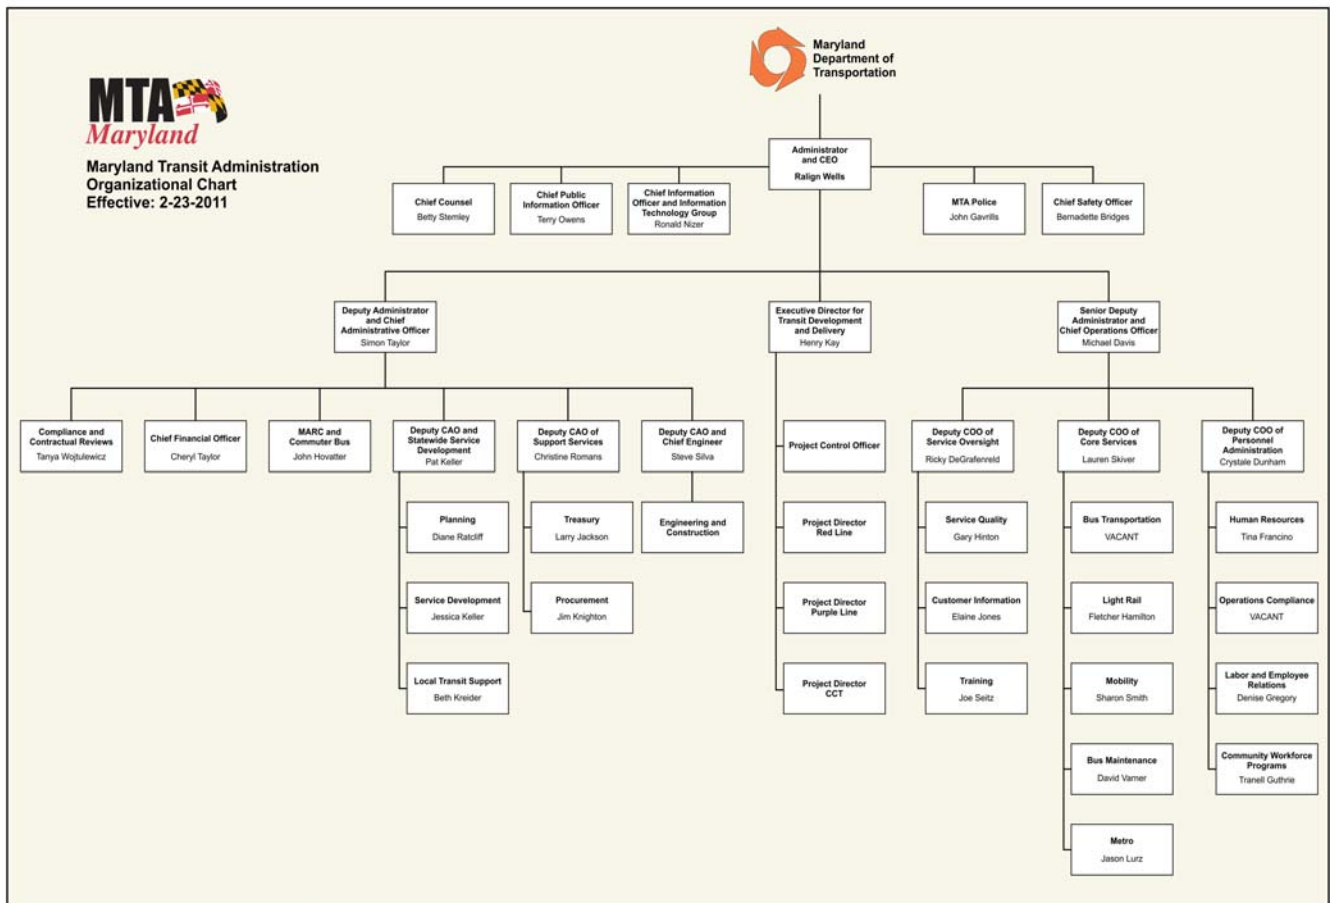 Maryland
Department of
Transportation
MTA
Maryland
Maryland Transit Administration
Organizational Chart
Effective: 2-23-2011
Administrator
and CEO
Ralign Wells
Chief Counsel
Betty Stemley
Chief Public
Information Officer
Terry Owens
Chief Information
Officer and Information
Technology Group
Ronald Nizer
MTA Police
John Gavrills
Chief Safety Officer
Bernadette Bridges
Deputy Administrator
and Chief
Administrative Officer
Simon Taylor
Executive Director for
Transit Development
and Delivery
Henry Kay
Senior Deputy
Administrator and
Chief Operations Officer
Michael Davis
Compliance and
Contractual Reviews
Tanya Wojtulewicz
Chief Financial Officer
Cheryl Taylor
MARC and
Commuter Bus
John Hovatter
Deputy CAO and
Statewide Service
Development
Pat Keller
Deputy CAO of
Support Services
Christine Romans
Deputy CAO and
Chief Engineer
Steve Silva
Project Control Officer
Deputy COO of
Service Oversight
Ricky DeGrafenreld
Deputy COO of
Core Services
Lauren Skiver
Deputy COO of
Personnel
Administration
Crystale Dunham
Planning
Diane Ratcliff
Treasury
Larry Jackson
Engineering and
Construction
Project Director
Red Line
Service Quality
Gary Hinton
Bus Transportation
VACANT
Human Resources
Tina Francino
Service Development
Jessica Keller
Procurement
Jim Knighton
Project Director
Purple Line
Customer Information
Elaine Jones
Light Rail
Fletcher Hamilton
Operations Compliance
VACANT
Local Transit Support
Beth Kreider
Project Director
CCT
Training
Joe Seitz
Mobility
Sharon Smith
Labor and Employee
Relations
Denise Gregory
Bus Maintenance
David Varner
Community Workforce
Programs
Tranell Guthrie
Metro
Jason Lurz